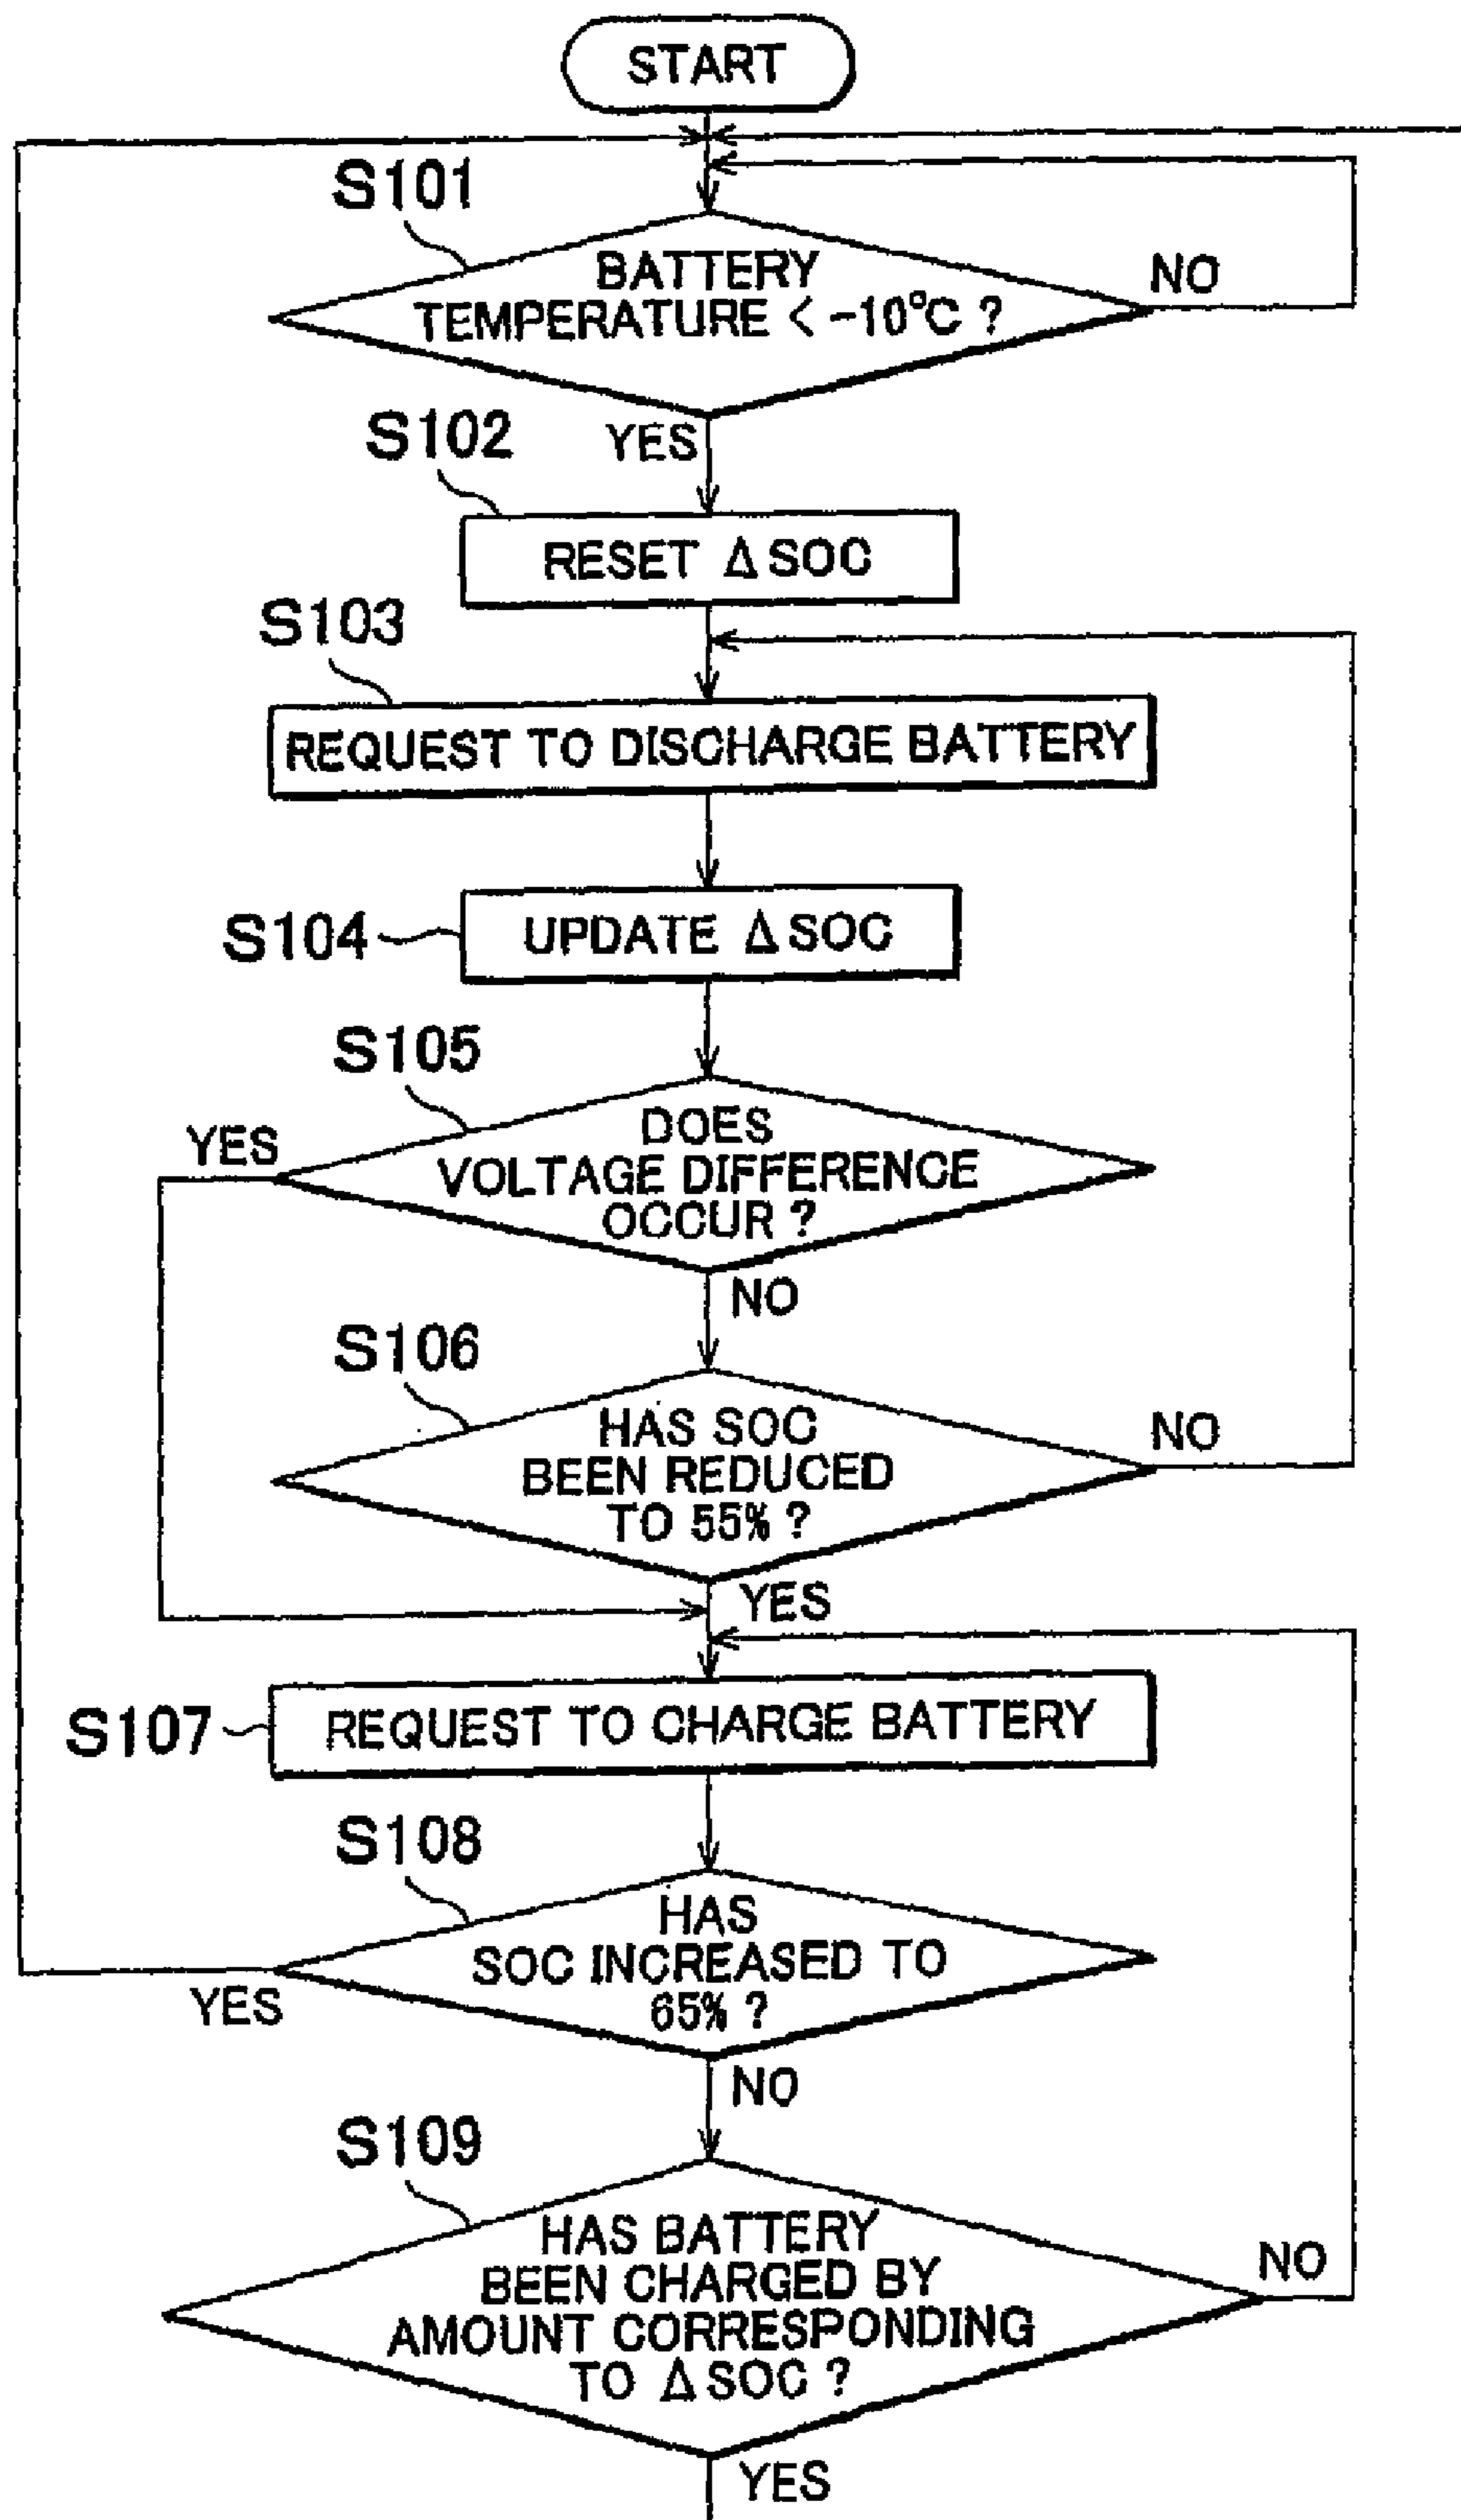 START
S101
BATTERY
TEMPERATURE < -10°C ?
NO
S102
YES
RESET ΔSOC
S103
REQUEST TO DISCHARGE BATTERY
S104
UPDATE ΔSOC
S105
YES
DOES
VOLTAGE DIFFERENCE
OCCUR ?
NO
S106
HAS SOC
BEEN REDUCED
TO 55% ?
NO
YES
S107
REQUEST TO CHARGE BATTERY
S108
HAS
SOC INCREASED TO
65% ?
YES
NO
S109
HAS BATTERY
BEEN CHARGED BY
AMOUNT CORRESPONDING
TO ΔSOC ?
NO
YES